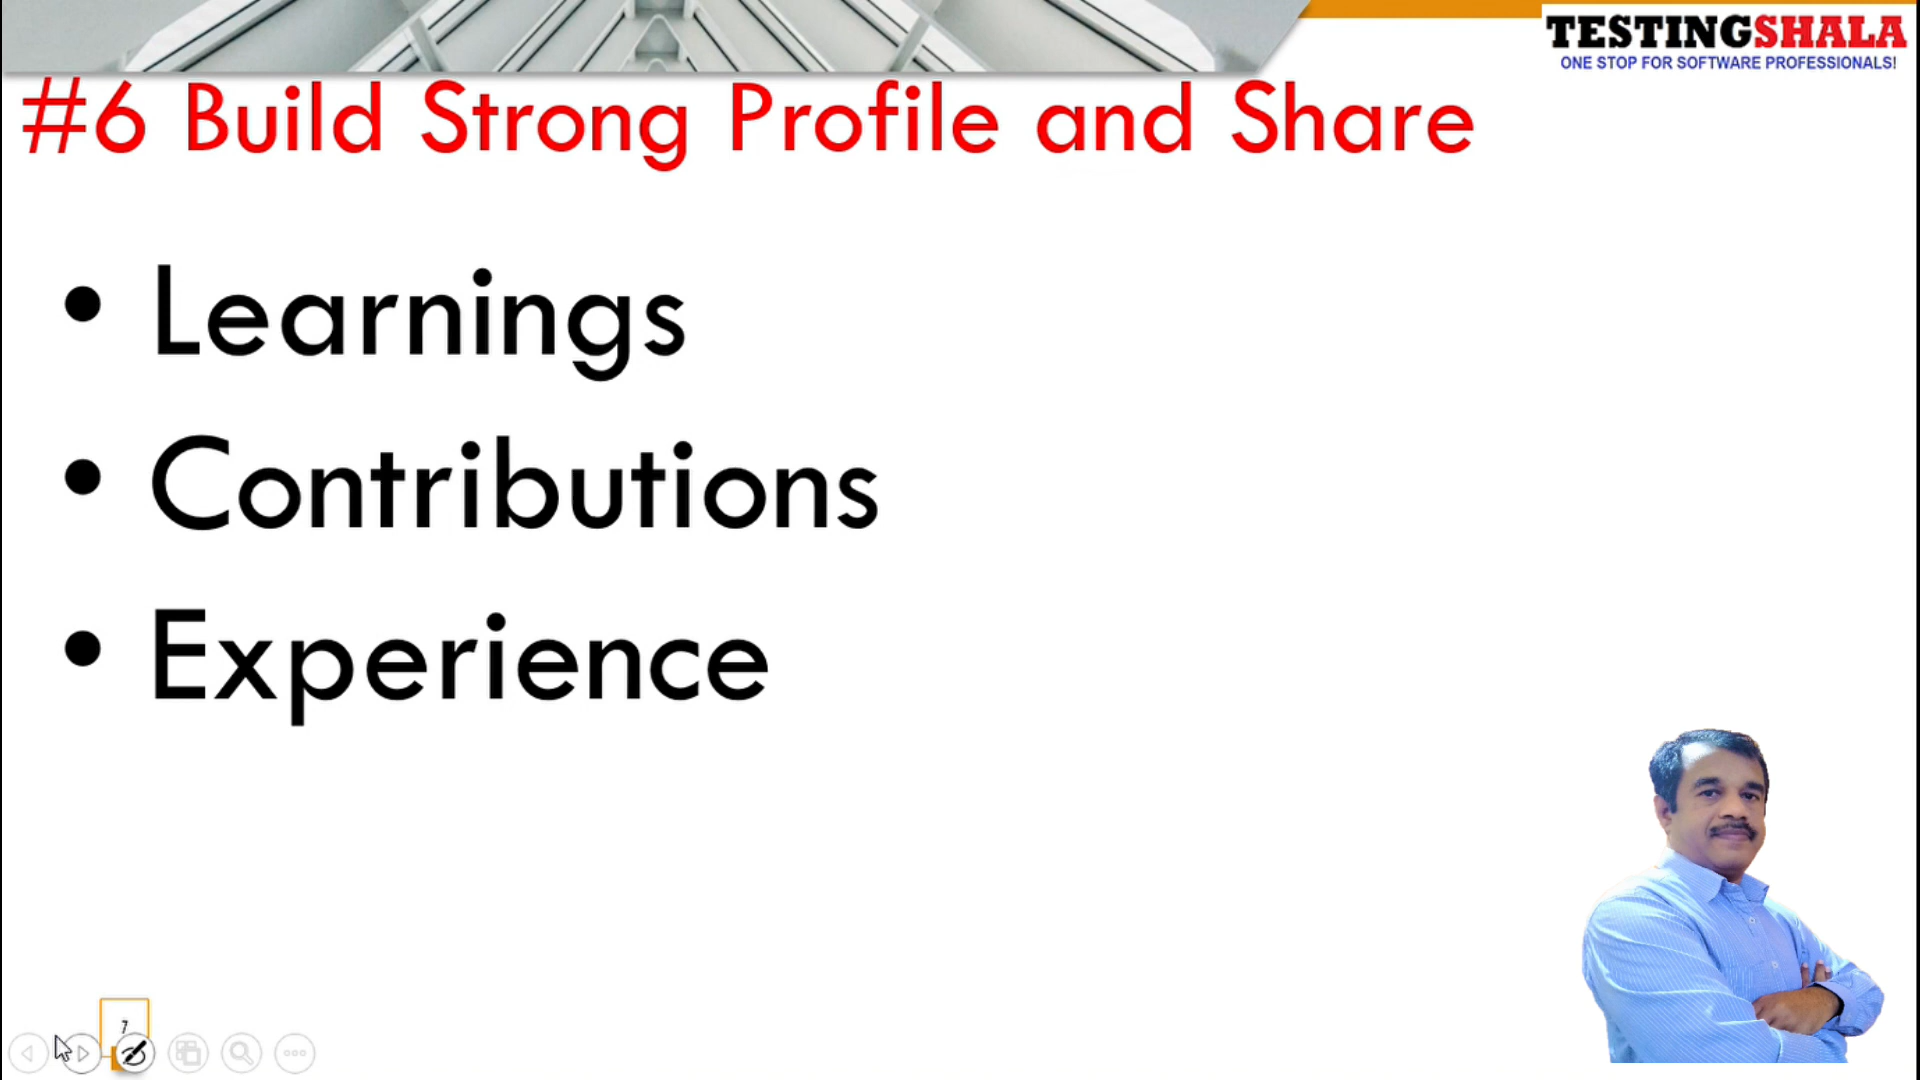 TESTINGSHALA
ONE STOP FOR SOFTWARE PROFESSIONALS!
#6 Build Strong Profile and Share
• Learnings
• Contributions
• Experience
7